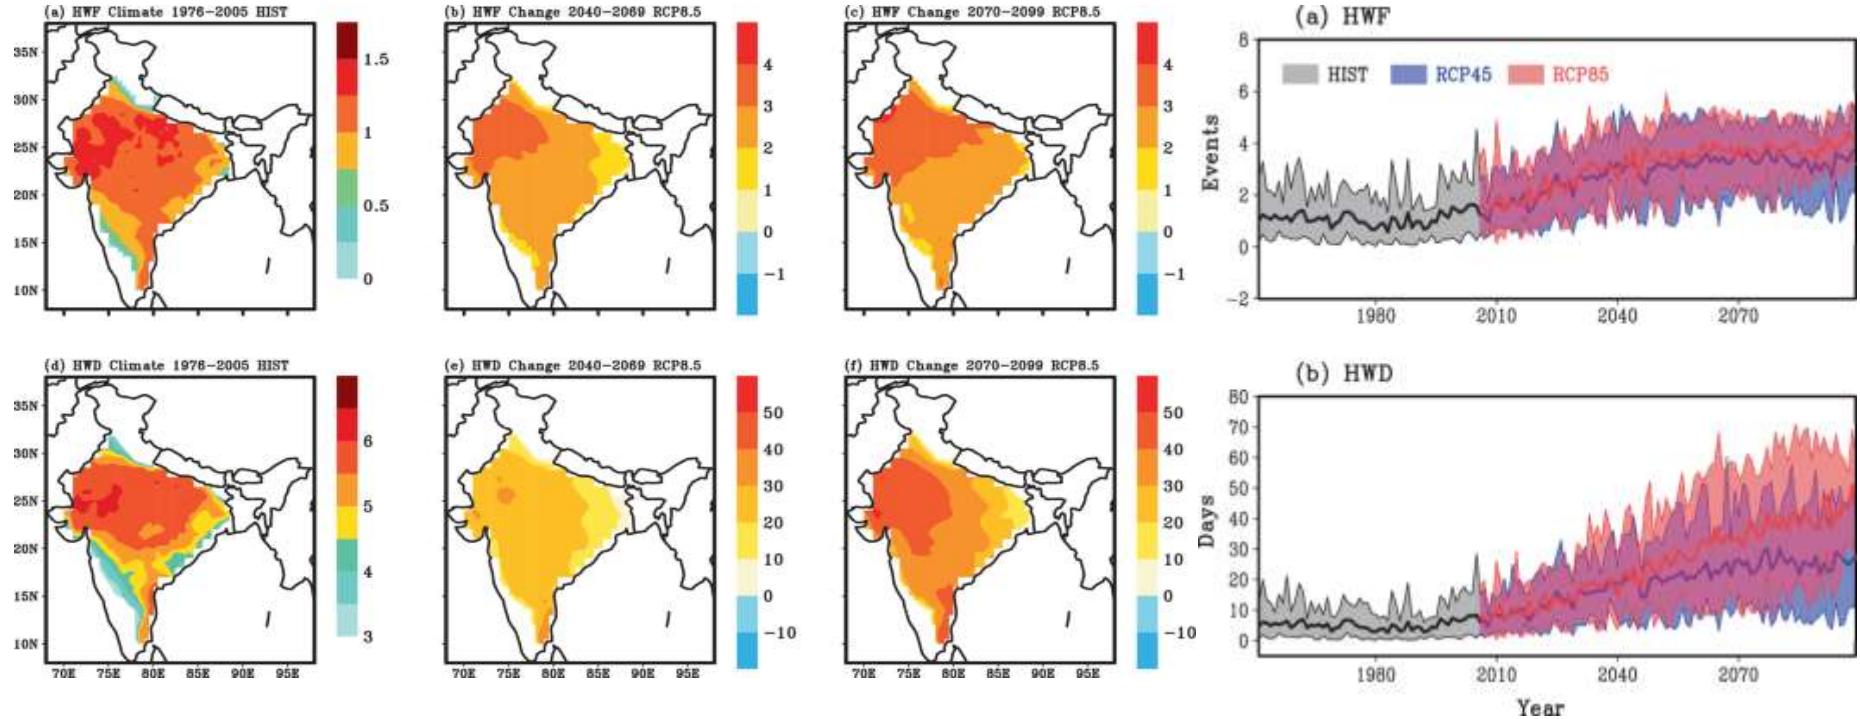 (a) HWF Climate 1976-2005 HIST
35N
30N
25N
20N
15N
10N
1.5
1
0.5
0
(b) HWF Change 2040-2069 RCP8.5
4
3
2
1
0
-1
(c) HWF Change 2070-2099 RCP8.5
4
3
2
1
0
-1
(a) HWF
Events
8
6
4
2
0
-2
HIST RCP45 RCP85
1980 2010 2040 2070
(d) HWD Climate 1976-2005 HIST
35N
30N
25N
20N
15N
10N
70E 75E 80E 85E 90E 95E
6
5
4
3
(e) HWD Change 2040-2069 RCP8.5
70E 75E 80E 85E 90E 95E
50
40
30
20
10
0
-10
(f) HWD Change 2070-2099 RCP8.5
70E 75E 80E 85E 90E 95E
50
40
30
20
10
0
-10
(b) HWD
Days
80
70
60
50
40
30
20
10
0
1980 2010 2040 2070
Year